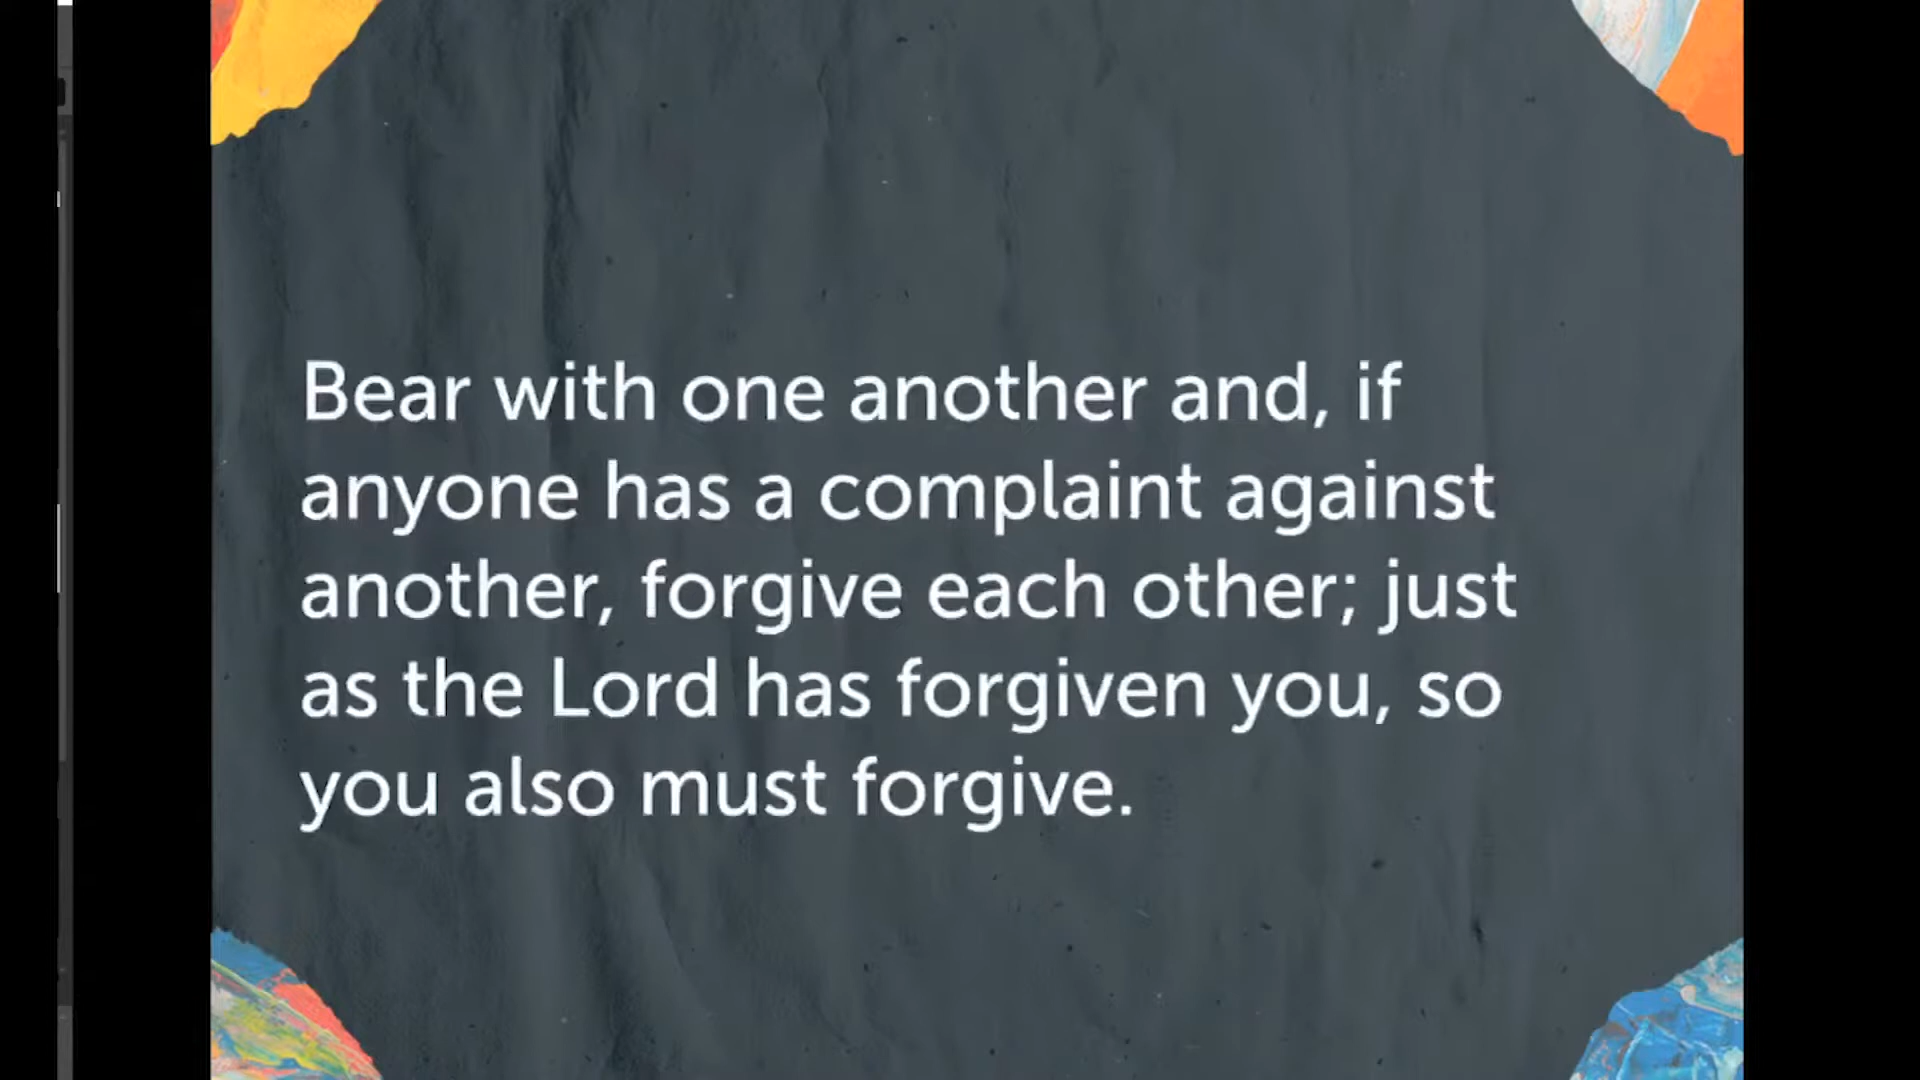 Bear with one another and, if
anyone has a complaint against
another, forgive each other; just
as the Lord has forgiven you, so
you also must forgive.